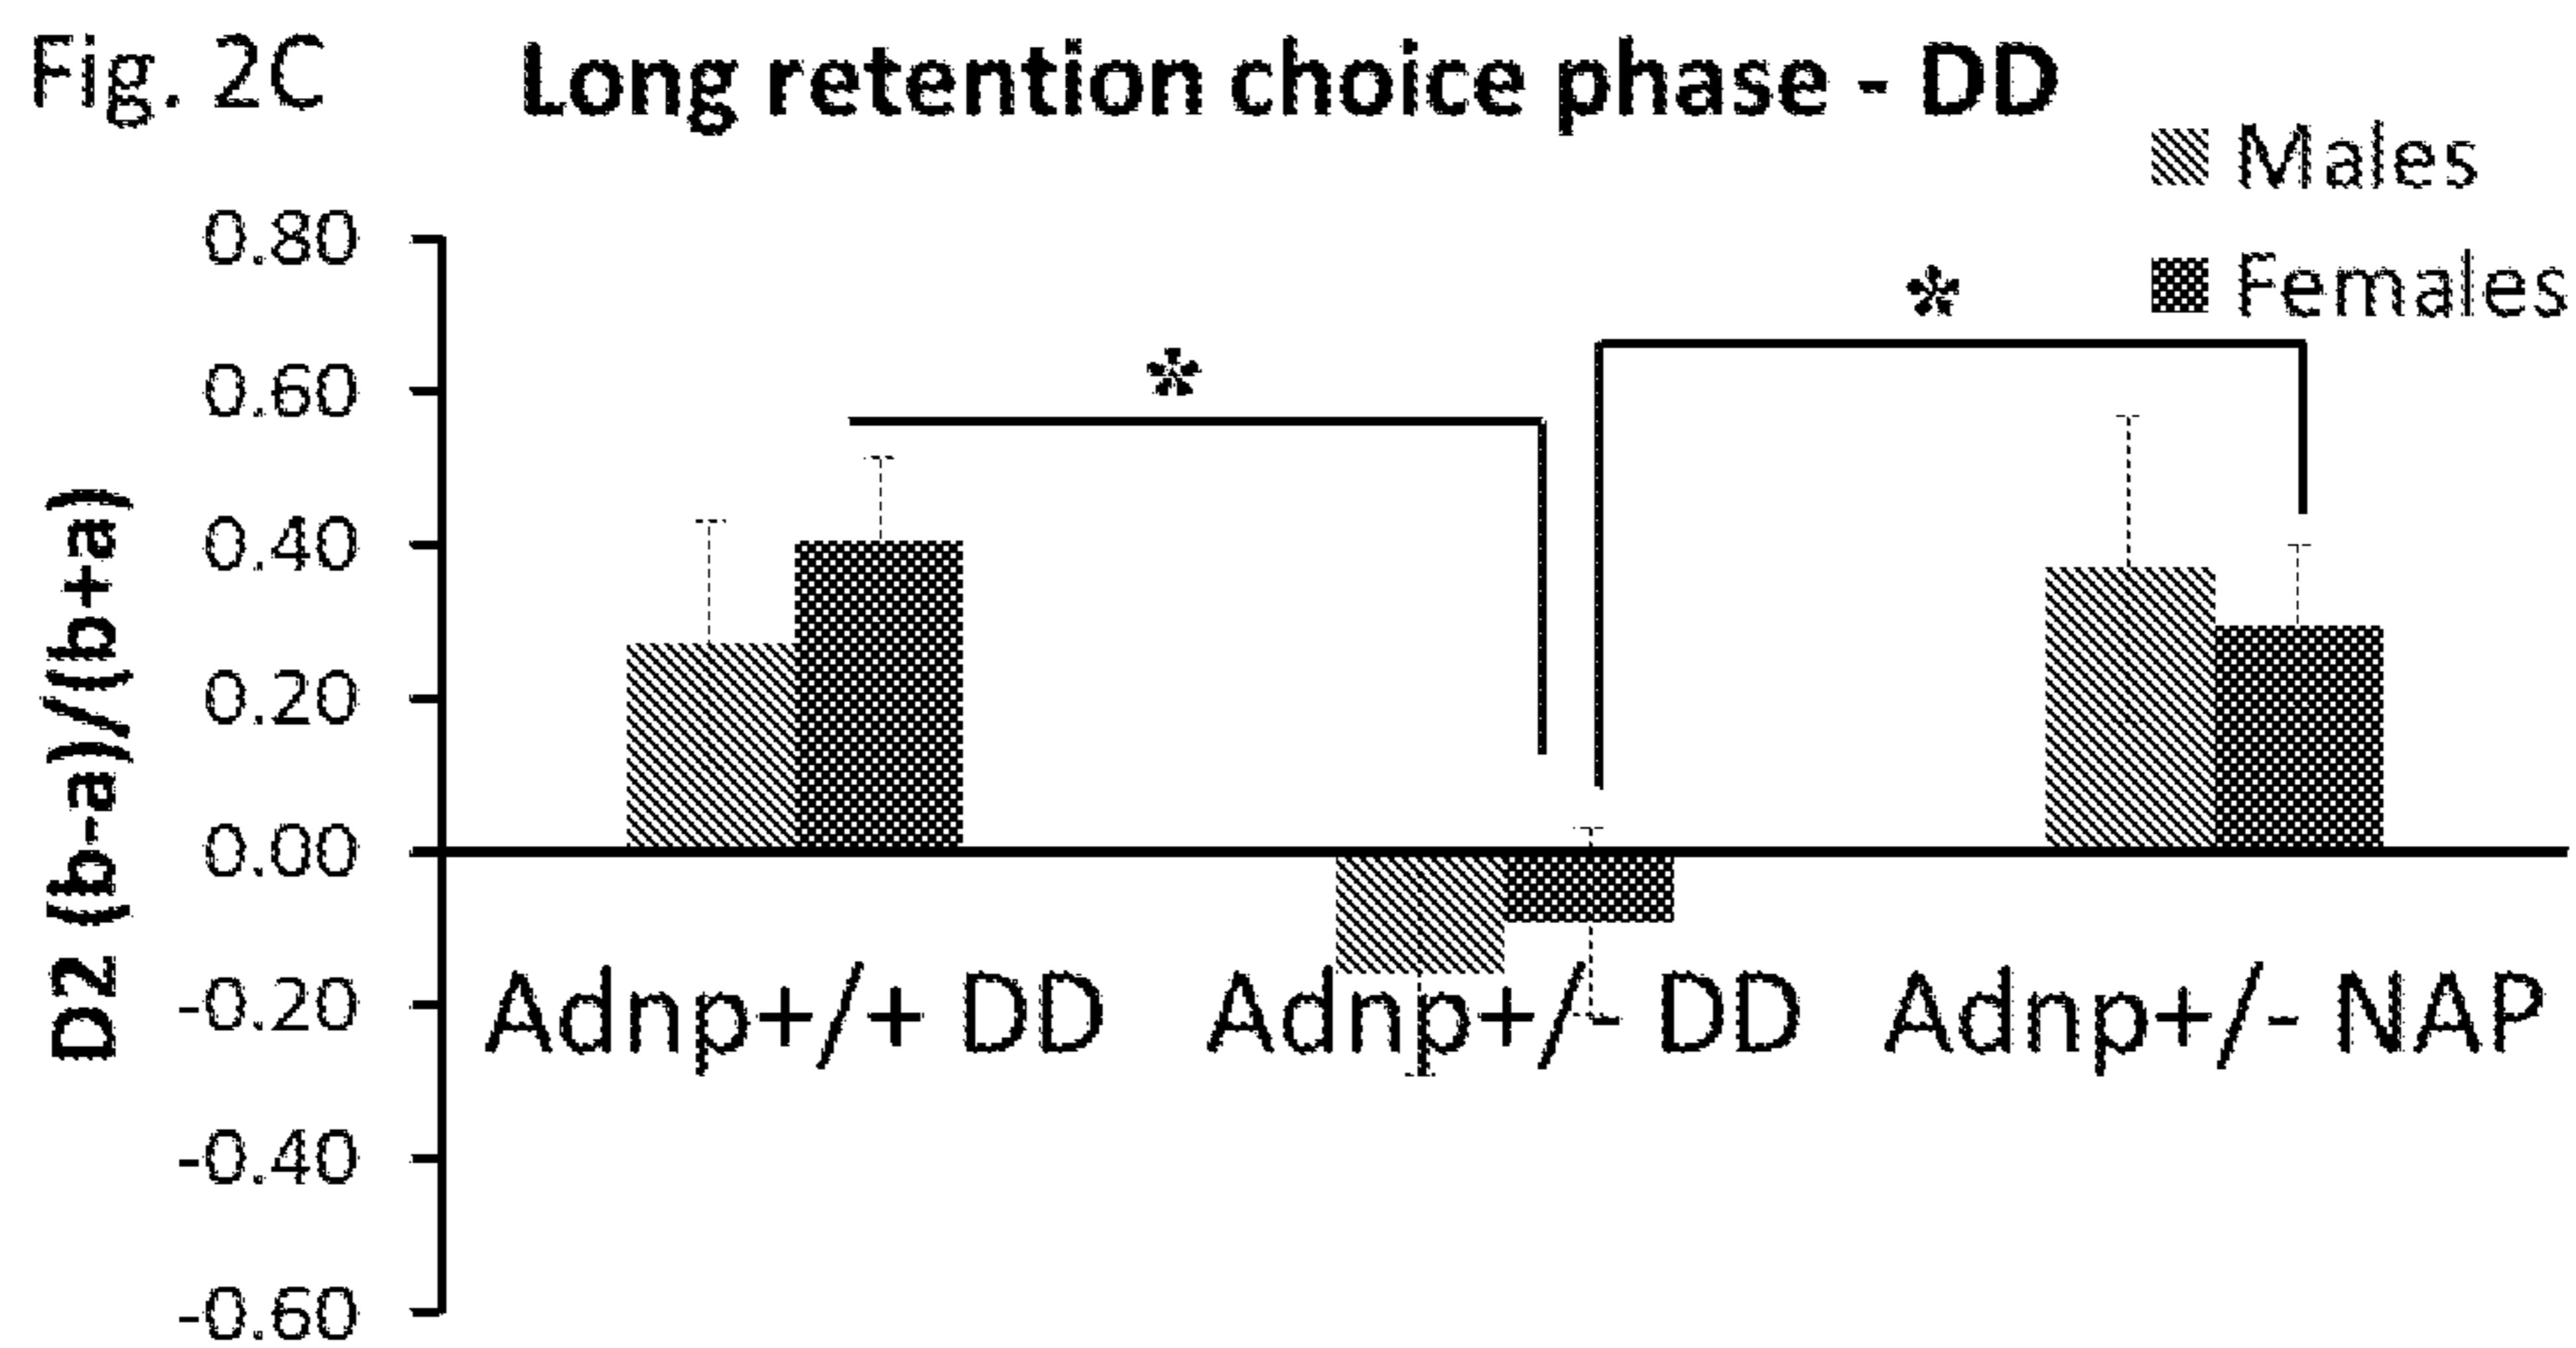 Fig. 2C
Long retention choice phase - DD
Males
Females
*
*
0.80
0.60
0.40
0.20
0.00
-0.20
-0.40
-0.60
D2 (b-a)/(b+a)
Adnp+/+ DD
Adnp+/- DD
Adnp+/- NAP